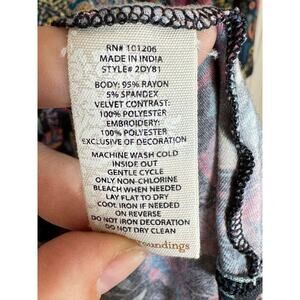 RN# 101206
MADE IN INDIA
STYLE# 2OY81
BODY: 95% RAYON
5% SPANDEX
VELVET CONTRAST:
100% POLYESTER
EMBROIDERY:
100% POLYESTER
EXCLUSIVE OF DECORATION
MACHINE WASH COLD
INSIDE OUT
GENTLE CYCLE
ONLY NON-CHLORINE
BLEACH WHEN NEEDED
LAY FLAT TO DRY
COOL IRON IF NEEDED
ON REVERSE
DO NOT IRON DECORATION
DO NOT DRY CLEAN
oundings